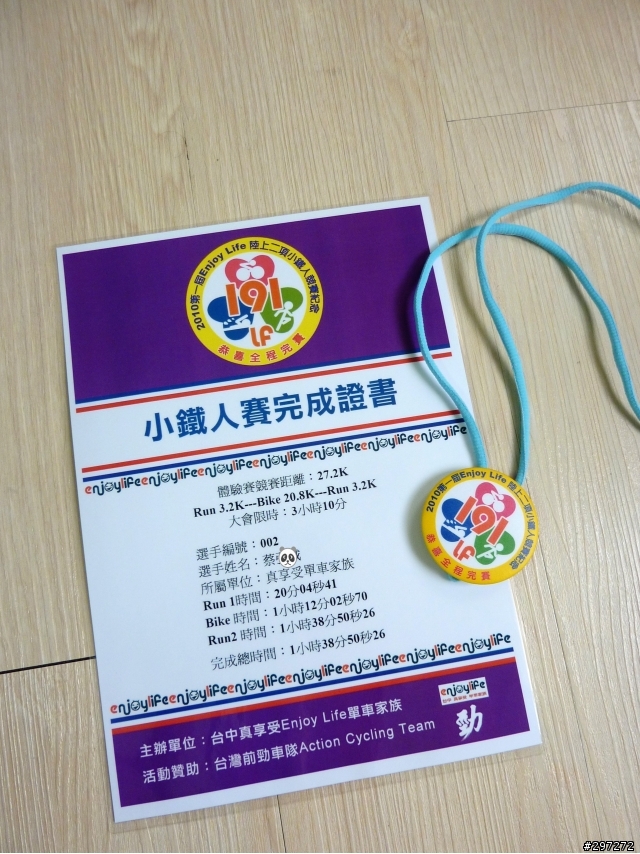 2010第一屆Enjoy Life 陸上二項小鐵人競賽紀念
191
LF
恭喜全程完賽
小鐵人賽完成證書
enjoylifeenjoylifeenjoylifeenjoylifeenjoylifeenjoylifeenjoylife
體驗賽競賽距離：27.2K
Run 3.2K---Bike 20.8K---Run 3.2K
大會限時：3小時10分
選手編號：002
選手姓名：蔡
所屬單位：真享受單車家族
Run 1時間：20分04秒41
Bike 時間：1小時12分02秒70
Run2 時間：1小時38分50秒26
完成總時間：1小時38分50秒26
enjoylifeenjoylifeenjoylifeenjoylifeenjoylifeenjoylifeenjoylife
主辦單位：台中真享受Enjoy Life單車家族
活動贊助：台灣前勁車隊Action Cycling Team
enjoylife
勁
2010第一屆Enjoy Life 陸上二項小鐵人競賽紀念
191
LF
恭喜全程完賽
#297272